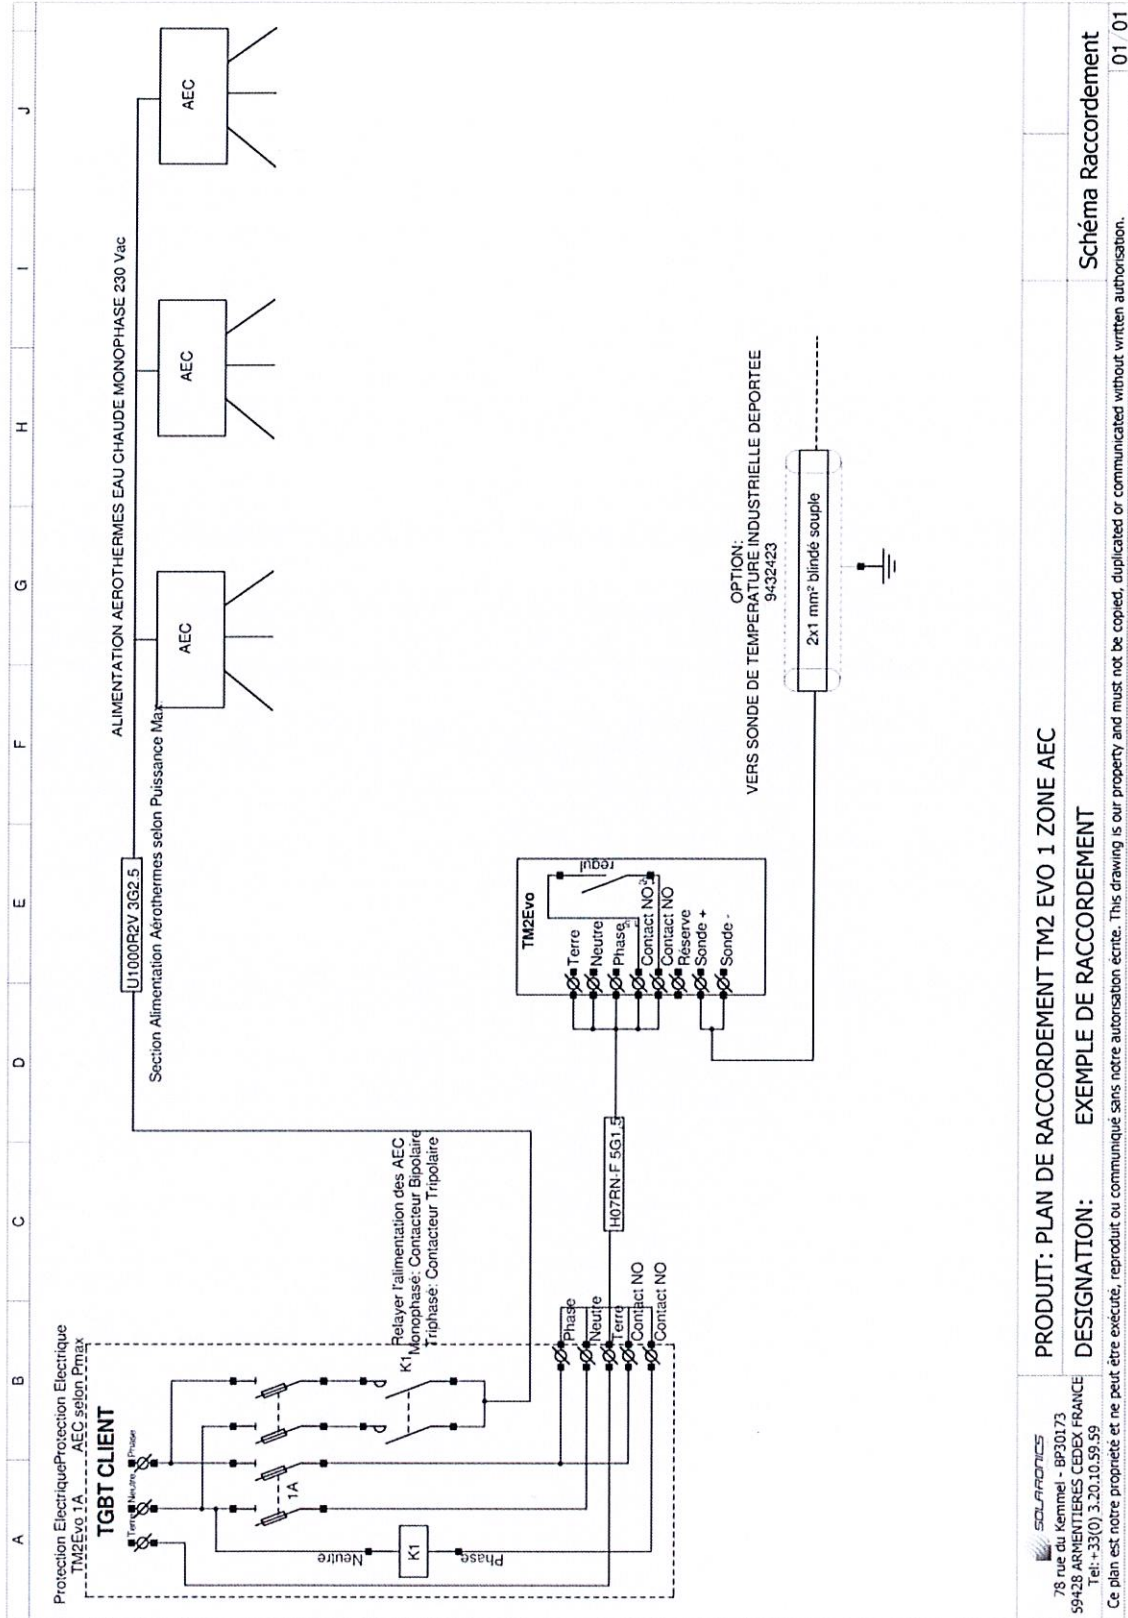 A B C D E F G H I J
Protection ElectriqueProtection Electrique
TM2Evo 1A AEC selon Pmax
TGBT CLIENT
Terre Neutre Phase
1A
K1
Neutre
K1
Phase
K1
Relayer l'alimentation des AEC
Monophasé: Contacteur Bipolaire
Triphasé: Contacteur Tripolaire
Phase
Neutre
Terre
Contact NO
Contact NO
H07RN-F 5G1,5
U1000R2V 3G2.5
Section Alimentation Aérothermes selon Puissance Max.
ALIMENTATION AEROTHERMES EAU CHAUDE MONOPHASE 230 Vac
AEC
AEC
AEC
TM2Evo
regul
Terre
Neutre
Phase
Contact NO
Contact NO
Réserve
Sonde +
Sonde -
OPTION:
VERS SONDE DE TEMPERATURE INDUSTRIELLE DEPORTEE
9432423
2x1 mm² blindé souple
SOLARONICS
78 rue du Kemmel - BP30173
59428 ARMENTIERES CEDEX FRANCE
Tel:+33(0) 3.20.10.59.59
PRODUIT: PLAN DE RACCORDEMENT TM2 EVO 1 ZONE AEC
DESIGNATION: EXEMPLE DE RACCORDEMENT
Schéma Raccordement
Ce plan est notre propriété et ne peut être exécuté, reproduit ou communiqué sans notre autorisation écrite. This drawing is our property and must not be copied, duplicated or communicated without written authorisation.
01/01